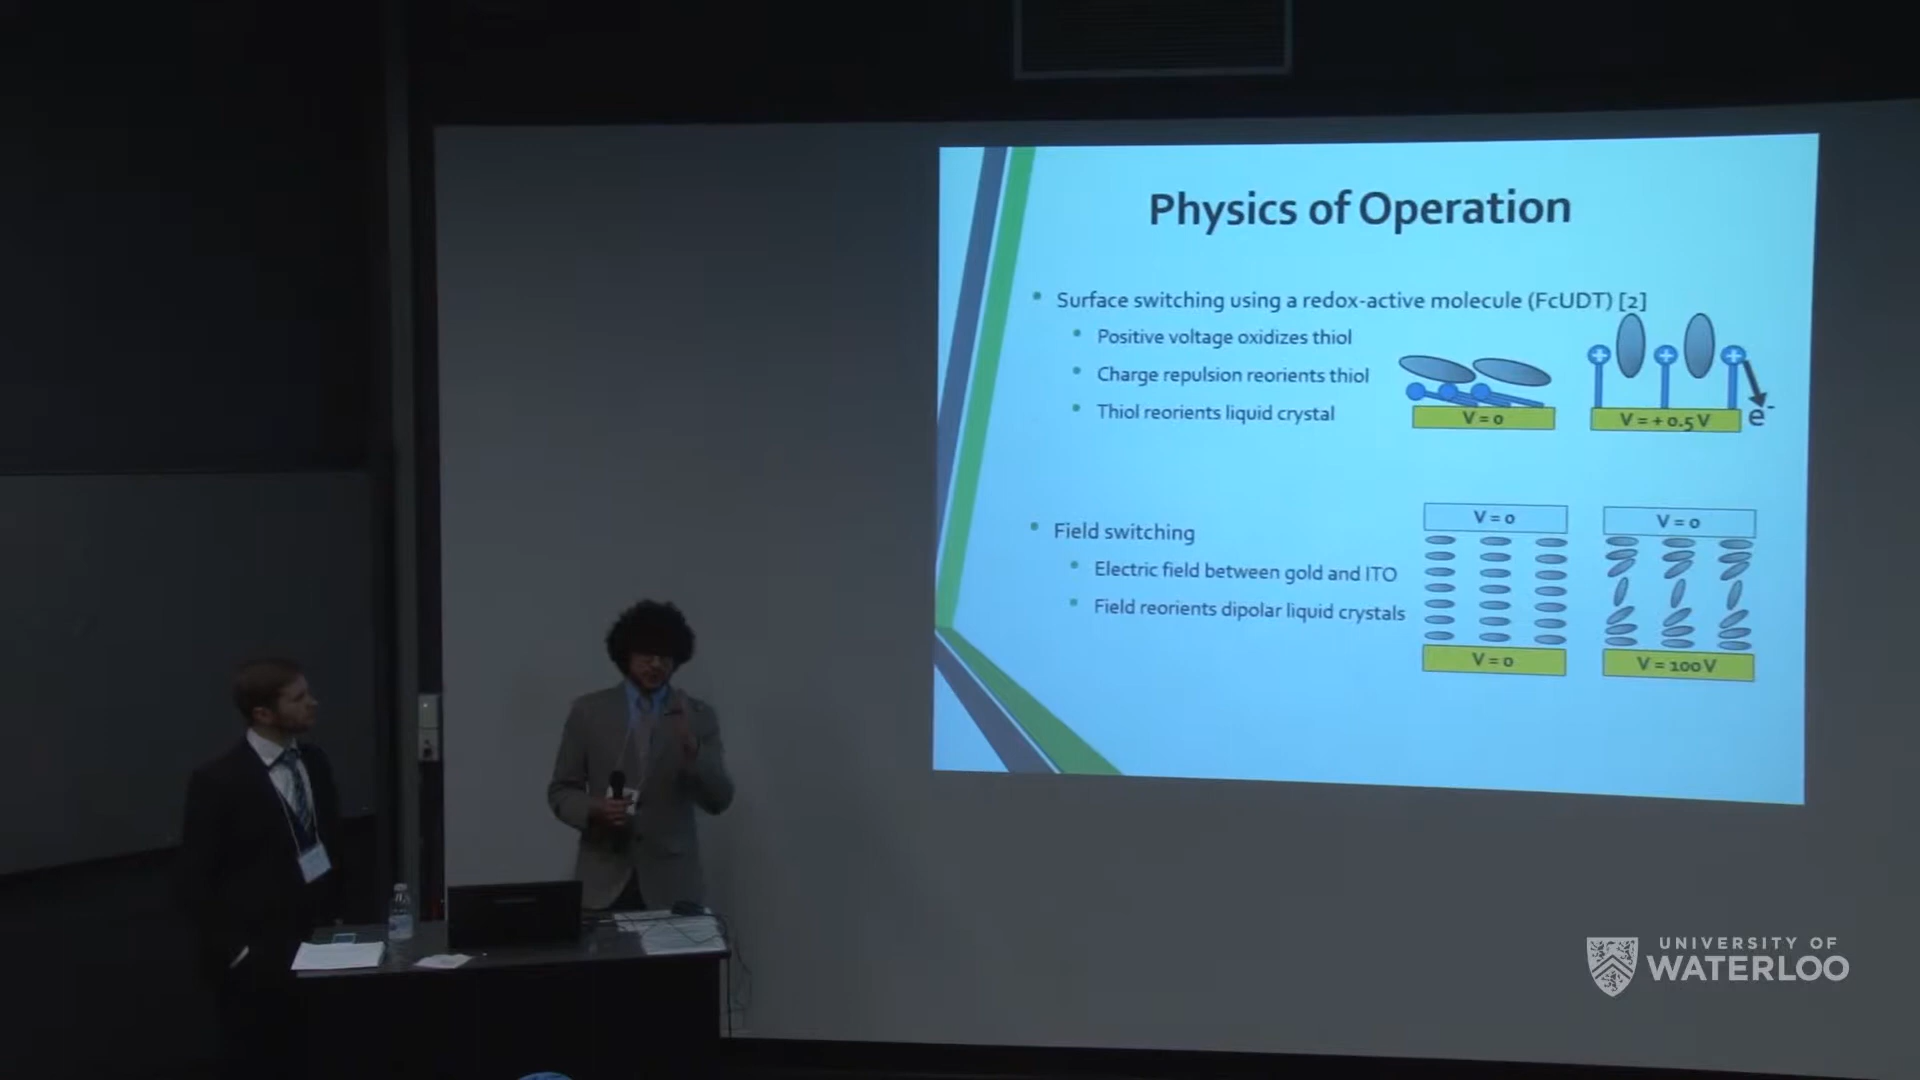 Physics of Operation
Surface switching using a redox-active molecule (FcUDT) [2]
Positive voltage oxidizes thiol
Charge repulsion reorients thiol
Thiol reorients liquid crystal
+ + +
V = 0
V = + 0.5 V
e-
Field switching
Electric field between gold and ITO
Field reorients dipolar liquid crystals
V = 0
V = 0
V = 0
V = 100 V
UNIVERSITY OF
WATERLOO